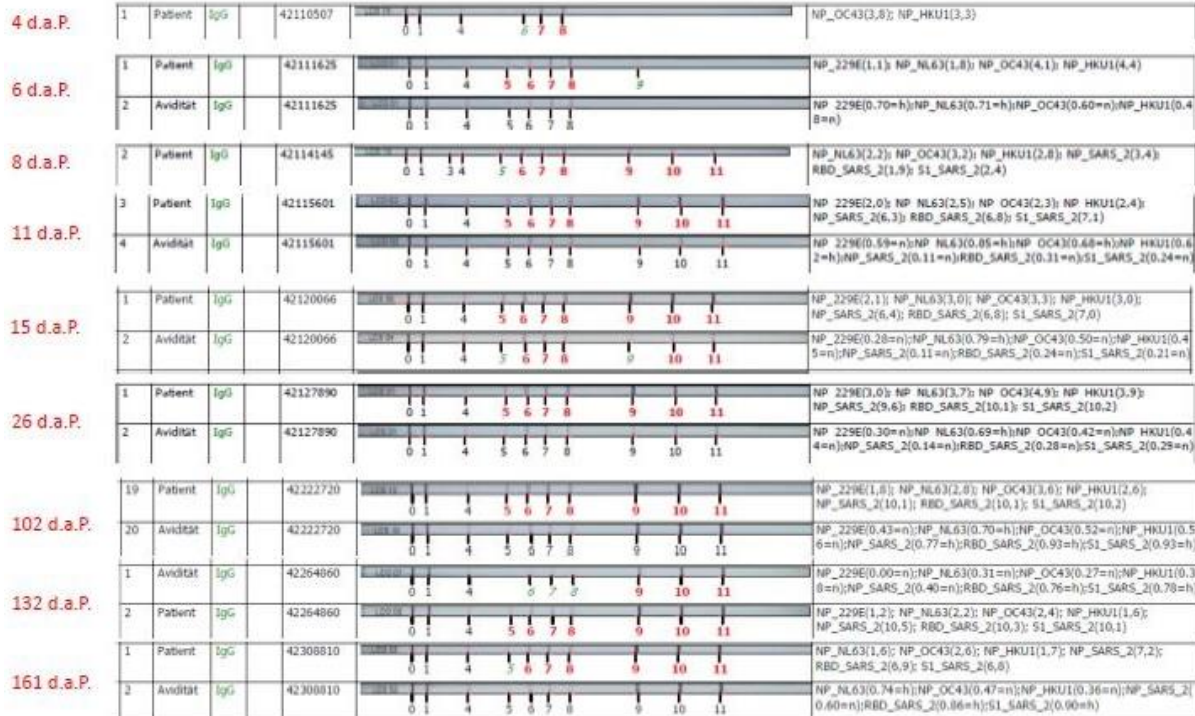 4 d.a.P.
1 Patient IgG 42110507 NP_OC43(3,8); NP_HKU1(3,3)
0 1 4 6 7 8
6 d.a.P.
1 Patient IgG 42111625 NP_229E(1,1); NP_NL63(1,8); NP_OC43(4,1); NP_HKU1(4,4)
0 1 4 5 6 7 8 9
2 Avidität IgG 42111625 NP_229E(0.70=h);NP_NL63(0.71=h);NP_OC43(0.60=n);NP_HKU1(0.4
8=n)
0 1 4 5 6 7 8
8 d.a.P.
2 Patient IgG 42114145 NP_NL63(2,2); NP_OC43(3,2); NP_HKU1(2,8); NP_SARS_2(3,4);
RBD_SARS_2(1,9); S1_SARS_2(2,4)
0 1 3 4 5 6 7 8 9 10 11
11 d.a.P.
3 Patient IgG 42115601 NP_229E(2,0); NP_NL63(2,5); NP_OC43(2,3); NP_HKU1(2,4);
NP_SARS_2(6,3); RBD_SARS_2(6,8); S1_SARS_2(7,1)
0 1 4 5 6 7 8 9 10 11
4 Avidität IgG 42115601 NP_229E(0.59=n);NP_NL63(0.85=h);NP_OC43(0.68=h);NP_HKU1(0.6
2=h);NP_SARS_2(0.11=n);RBD_SARS_2(0.31=n);S1_SARS_2(0.24=n)
0 1 4 5 6 7 8 9 10 11
15 d.a.P.
1 Patient IgG 42120066 NP_229E(2,1); NP_NL63(3,0); NP_OC43(3,3); NP_HKU1(3,0);
NP_SARS_2(6,4); RBD_SARS_2(6,8); S1_SARS_2(7,0)
0 1 4 5 6 7 8 9 10 11
2 Avidität IgG 42120066 NP_229E(0.28=n);NP_NL63(0.79=h);NP_OC43(0.50=n);NP_HKU1(0.4
5=n);NP_SARS_2(0.11=n);RBD_SARS_2(0.24=n);S1_SARS_2(0.21=n)
0 1 4 5 6 7 8 9 10 11
26 d.a.P.
1 Patient IgG 42127890 NP_229E(3,0); NP_NL63(3,7); NP_OC43(4,9); NP_HKU1(3,9);
NP_SARS_2(9,6); RBD_SARS_2(10,1); S1_SARS_2(10,2)
0 1 4 5 6 7 8 9 10 11
2 Avidität IgG 42127890 NP_229E(0.30=n);NP_NL63(0.69=h);NP_OC43(0.42=n);NP_HKU1(0.4
4=n);NP_SARS_2(0.14=n);RBD_SARS_2(0.28=n);S1_SARS_2(0.29=n)
0 1 4 5 6 7 8 9 10 11
102 d.a.P.
19 Patient IgG 42222720 NP_229E(1,8); NP_NL63(2,8); NP_OC43(3,6); NP_HKU1(2,6);
NP_SARS_2(10,1); RBD_SARS_2(10,1); S1_SARS_2(10,2)
0 1 4 5 6 7 8 9 10 11
20 Avidität IgG 42222720 NP_229E(0.43=n);NP_NL63(0.70=h);NP_OC43(0.52=n);NP_HKU1(0.5
6=n);NP_SARS_2(0.77=h);RBD_SARS_2(0.93=h);S1_SARS_2(0.93=h)
0 1 4 5 6 7 8 9 10 11
132 d.a.P.
1 Avidität IgG 42264860 NP_229E(0.00=n);NP_NL63(0.31=n);NP_OC43(0.27=n);NP_HKU1(0.3
8=n);NP_SARS_2(0.40=n);RBD_SARS_2(0.76=h);S1_SARS_2(0.78=h)
0 1 4 6 7 8 9 10 11
2 Patient IgG 42264860 NP_229E(1,2); NP_NL63(2,2); NP_OC43(2,4); NP_HKU1(1,6);
NP_SARS_2(10,5); RBD_SARS_2(10,3); S1_SARS_2(10,1)
0 1 4 5 6 7 8 9 10 11
161 d.a.P.
1 Patient IgG 42308810 NP_NL63(1,6); NP_OC43(2,6); NP_HKU1(1,7); NP_SARS_2(7,2);
RBD_SARS_2(6,9); S1_SARS_2(6,8)
0 1 4 5 6 7 8 9 10 11
2 Avidität IgG 42308810 NP_NL63(0.74=h);NP_OC43(0.47=n);NP_HKU1(0.36=n);NP_SARS_2(
0.60=n);RBD_SARS_2(0.86=h);S1_SARS_2(0.90=h)
0 1 4 5 6 7 8 9 10 11